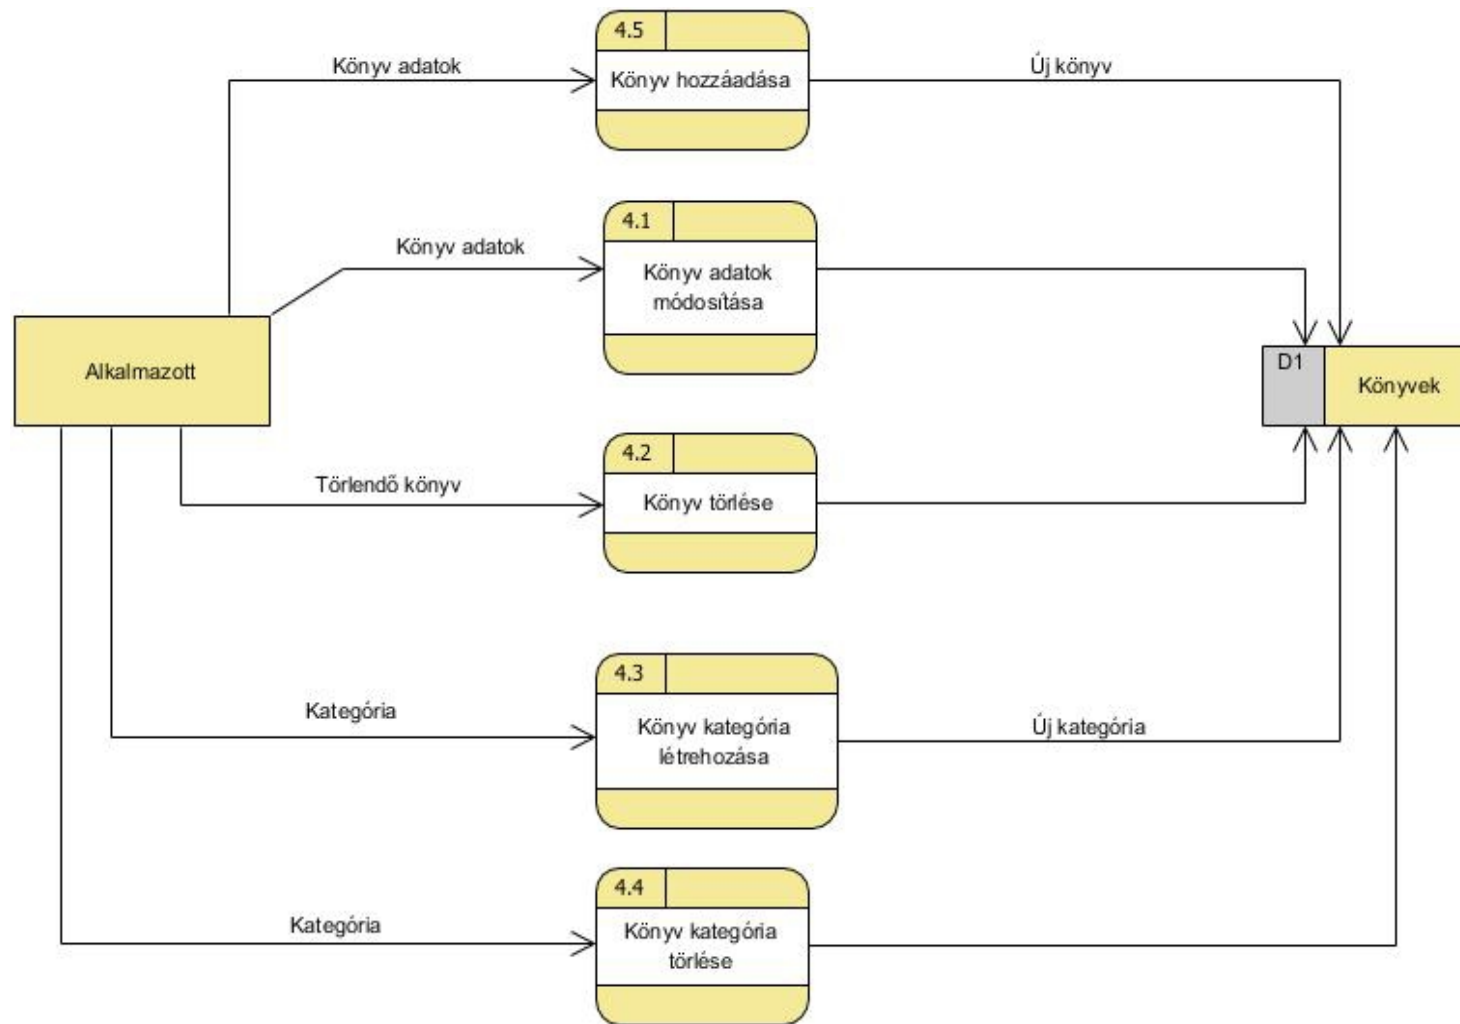 4.5
Könyv adatok
Könyv hozzáadása
Új könyv
4.1
Könyv adatok
Könyv adatok
módosítása
Alkalmazott
D1
Könyvek
4.2
Törlendő könyv
Könyv törlése
4.3
Kategória
Könyv kategória
létrehozása
Új kategória
4.4
Kategória
Könyv kategória
törlése